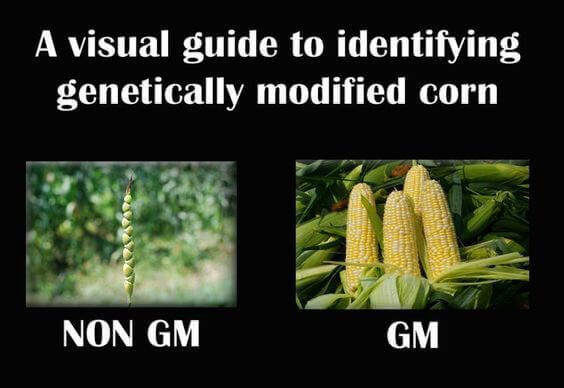 A visual guide to identifying
genetically modified corn
NON GM
GM